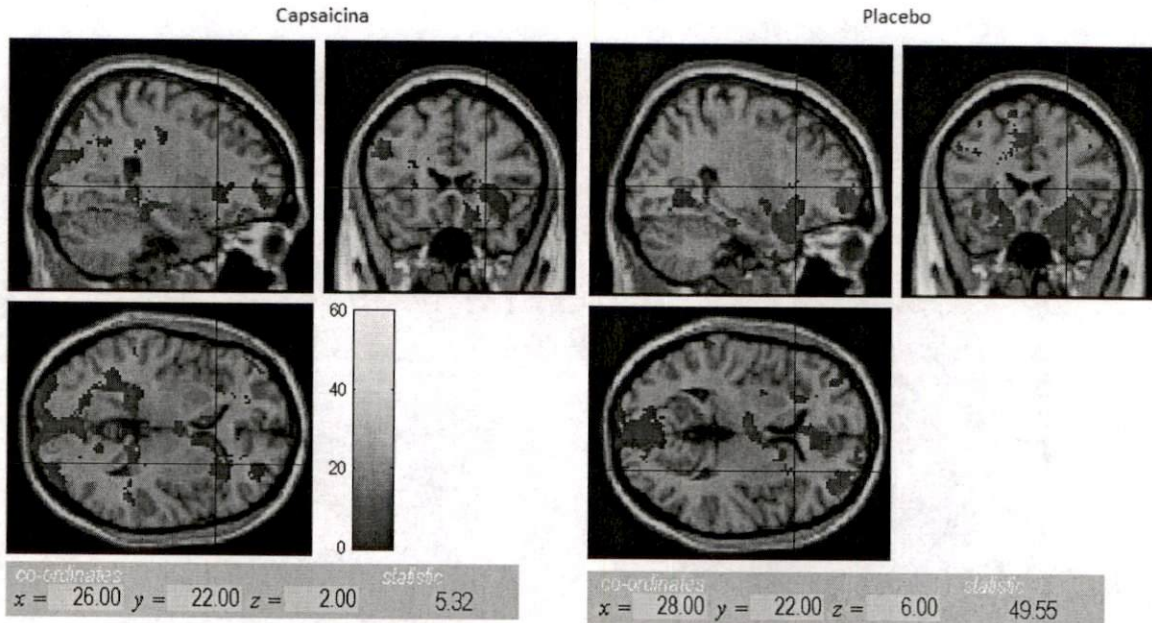 Capsaicina
Placebo
60
40
20
0
co-ordinates statistic
x = 26.00 y = 22.00 z = 2.00 5.32
co-ordinates statistic
x = 28.00 y = 22.00 z = 6.00 49.55